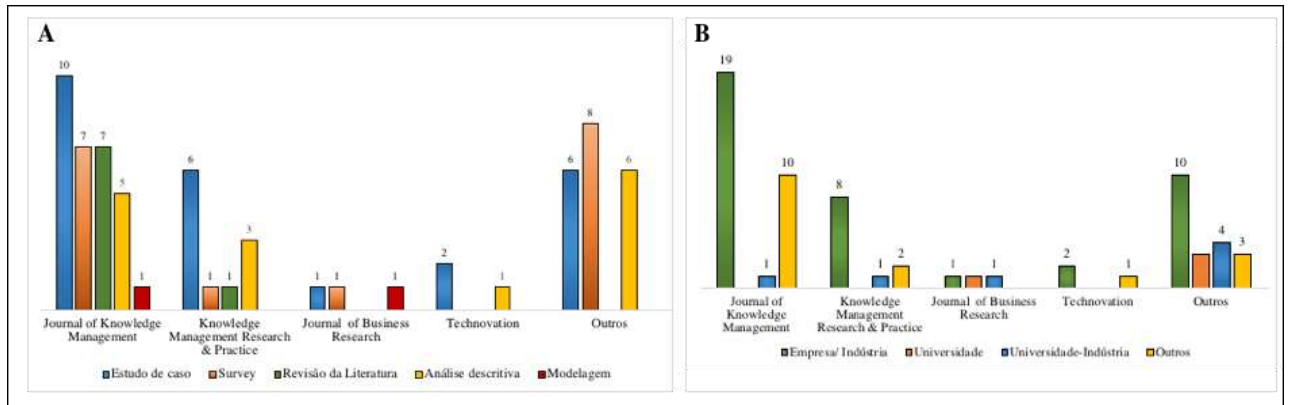 A
10
7
7
5
1
6
1
1
3
1
1
1
2
1
6
8
6
Journal of Knowledge
Management
Knowledge
Management Research
& Practice
Journal of Business
Research
Technovation
Outros
Estudo de caso
Survey
Revisão da Literatura
Análise descritiva
Modelagem
B
19
1
10
8
1
2
1
1
2
1
10
4
3
Journal of
Knowledge
Management
Knowledge
Management
Research & Practice
Journal of Business
Research
Technovation
Outros
Empresa/ Indústria
Universidade
Universidade-Indústria
Outros